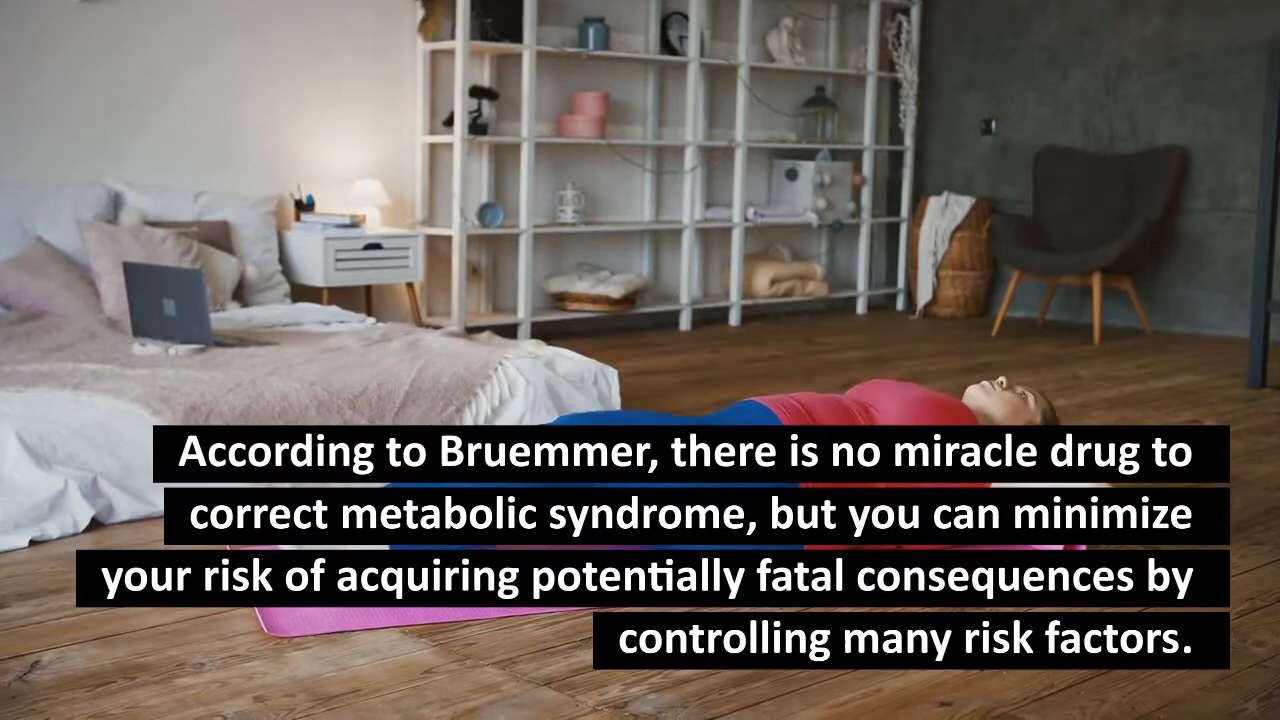 According to Bruemmer, there is no miracle drug to
correct metabolic syndrome, but you can minimize
your risk of acquiring potentially fatal consequences by
controlling many risk factors.